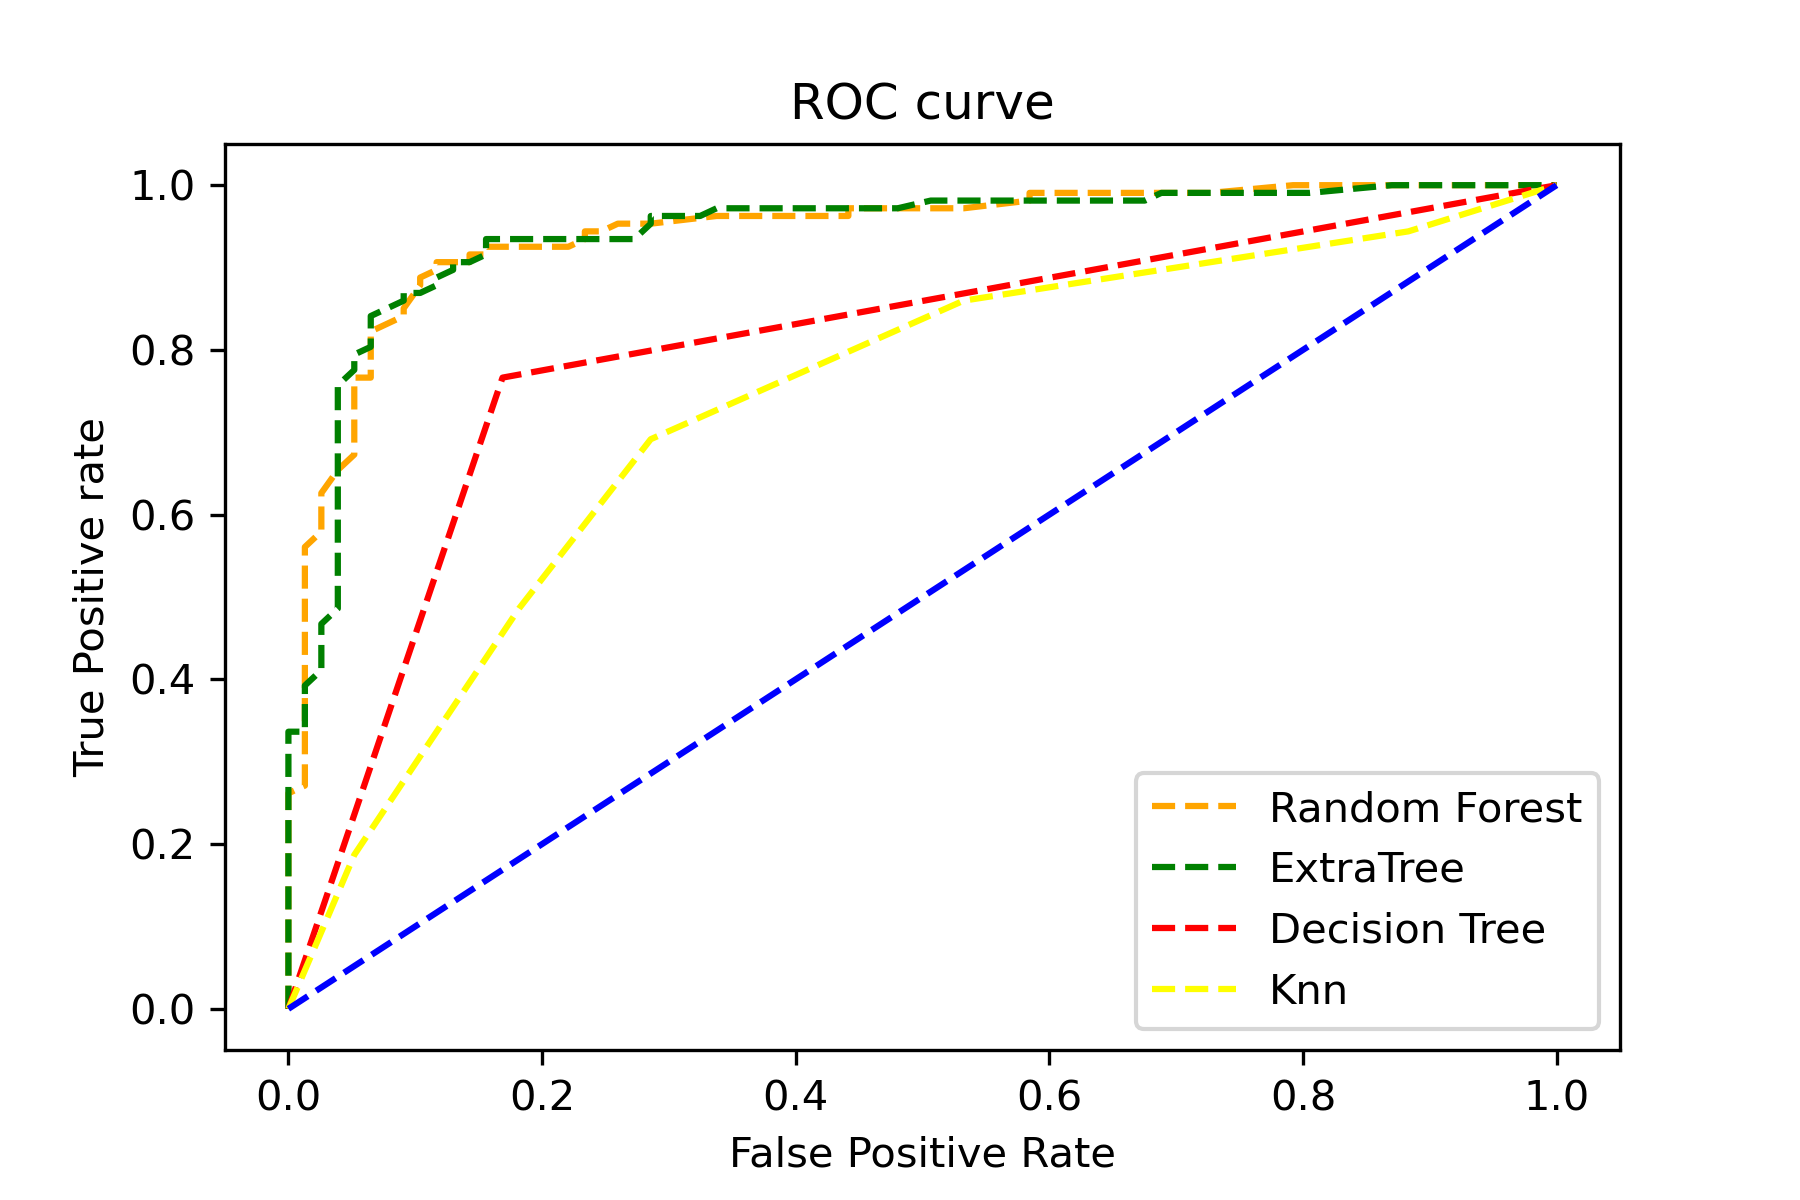 ROC curve
1.0
0.8
0.6
0.4
0.2
0.0
True Positive rate
Random Forest
ExtraTree
Decision Tree
Knn
0.0 0.2 0.4 0.6 0.8 1.0
False Positive Rate